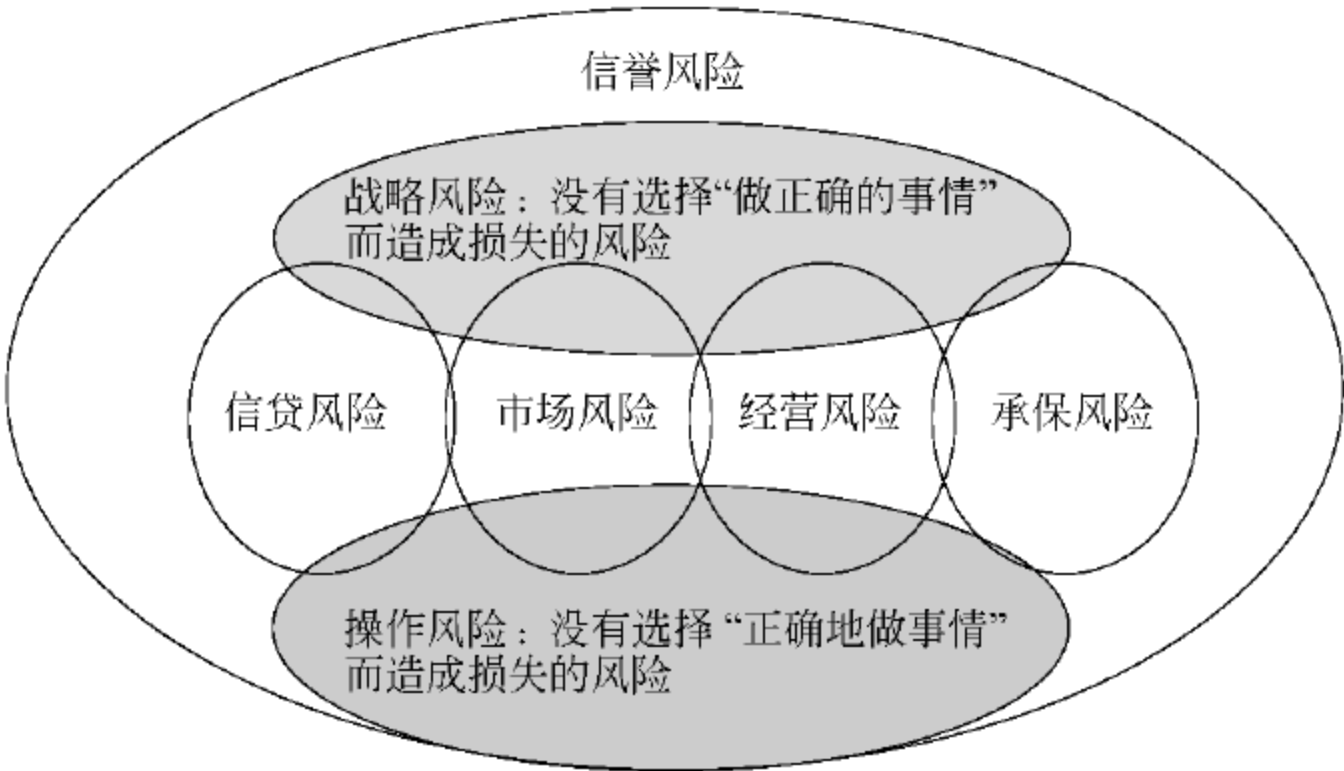 信誉风险
战略风险：没有选择“做正确的事情”
而造成损失的风险
信贷风险
市场风险
经营风险
承保风险
操作风险：没有选择“正确地做事情”
而造成损失的风险